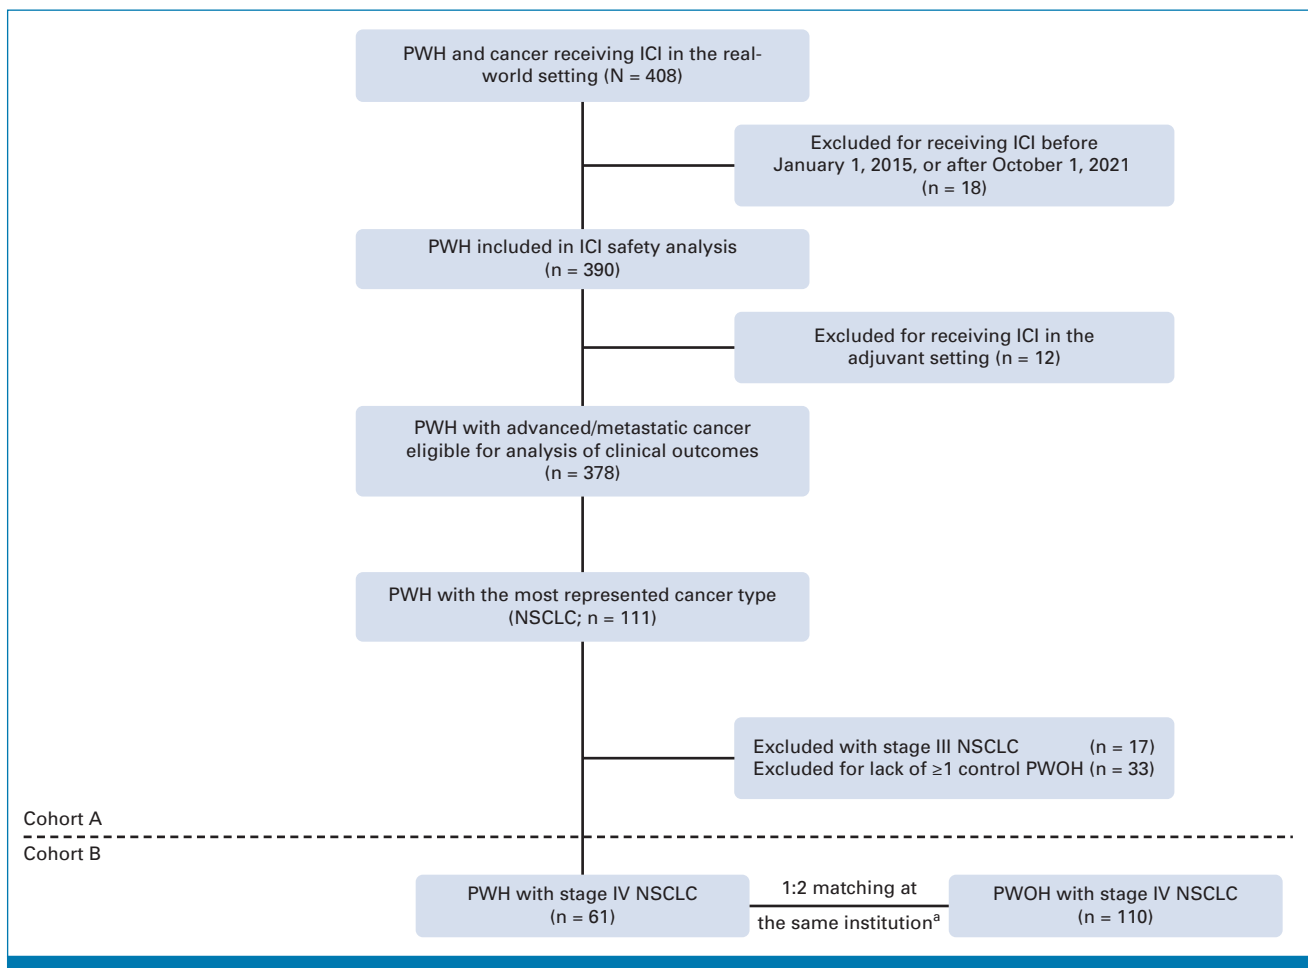 PWH and cancer receiving ICI in the real-
world setting (N = 408)
Excluded for receiving ICI before
January 1, 2015, or after October 1, 2021
(n = 18)
PWH included in ICI safety analysis
(n = 390)
Excluded for receiving ICI in the
adjuvant setting (n = 12)
PWH with advanced/metastatic cancer
eligible for analysis of clinical outcomes
(n = 378)
PWH with the most represented cancer type
(NSCLC; n = 111)
Excluded with stage III NSCLC (n = 17)
Excluded for lack of ≥1 control PWOH (n = 33)
Cohort A
Cohort B
PWH with stage IV NSCLC
(n = 61)
1:2 matching at
the same institutionᵃ
PWOH with stage IV NSCLC
(n = 110)